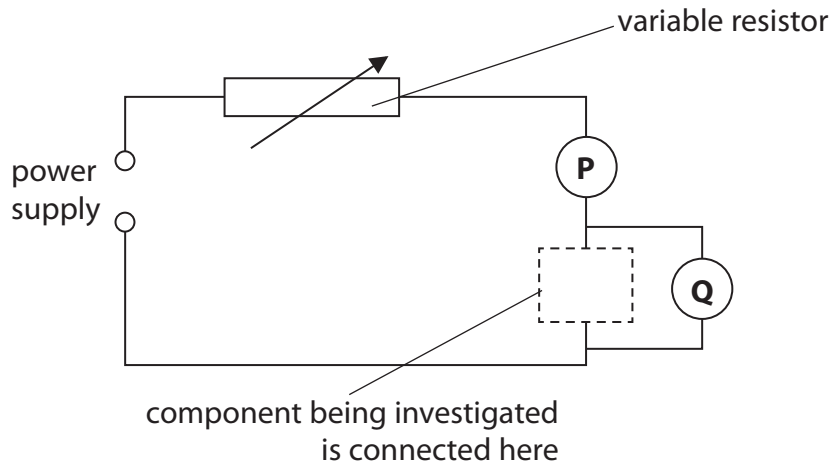 variable resistor
P
power
supply
Q
component being investigated
is connected here